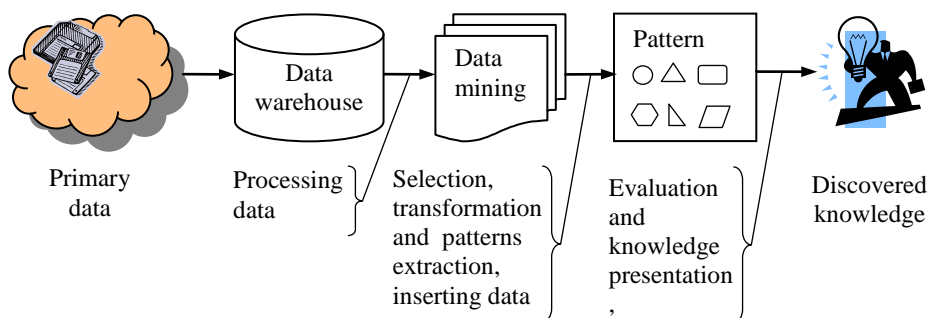 Data
warehouse
Data
mining
Pattern
Primary
data
Processing
data
Selection,
transformation
and patterns
extraction,
inserting data
Evaluation
and
knowledge
presentation
,
Discovered
knowledge